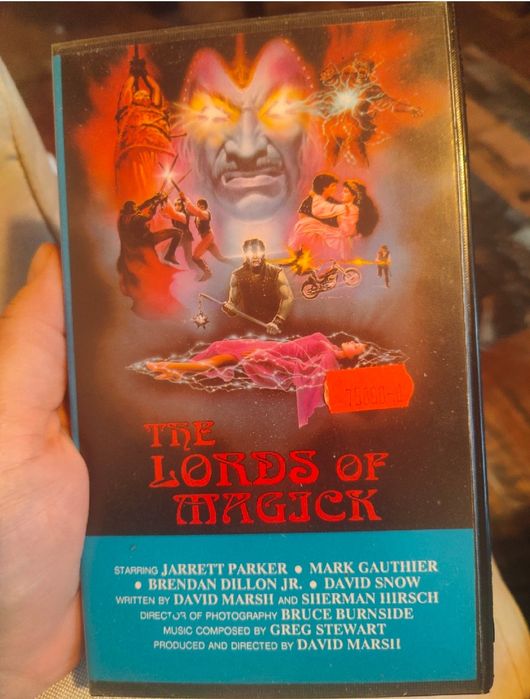 THE
LORDS OF
MAGICK
STARRING JARRETT PARKER • MARK GAUTHIER
• BRENDAN DILLON JR. • DAVID SNOW
WRITTEN BY DAVID MARSH AND SHERMAN HIRSCH
DIRECTOR OF PHOTOGRAPHY BRUCE BURNSIDE
MUSIC COMPOSED BY GREG STEWART
PRODUCED AND DIRECTED BY DAVID MARSH